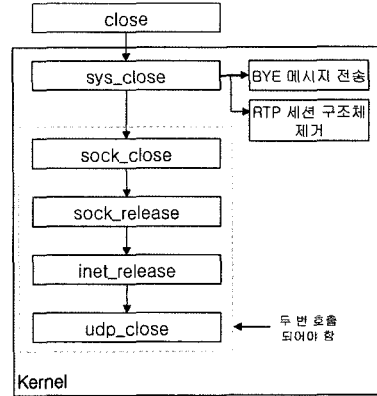 close
sys_close
BYE 메시지 전송
RTP 세션 구조체
제거
sock_close
sock_release
inet_release
udp_close
두 번 호출
되어야 함
Kernel